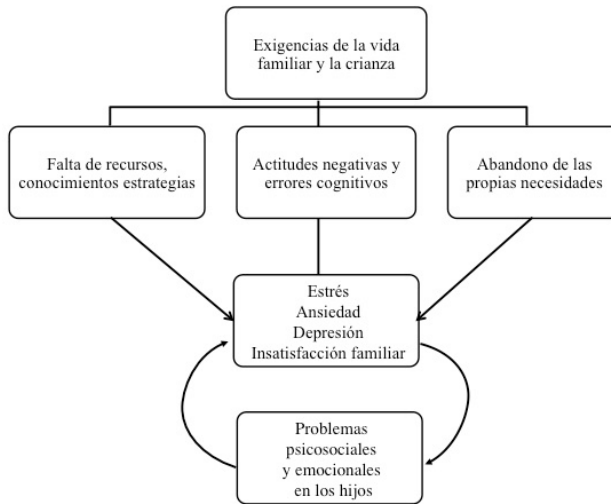 Exigencias de la vida
familiar y la crianza
Falta de recursos,
conocimientos estrategias
Actitudes negativas y
errores cognitivos
Abandono de las
propias necesidades
Estrés
Ansiedad
Depresión
Insatisfacción familiar
Problemas
psicosociales
y emocionales
en los hijos